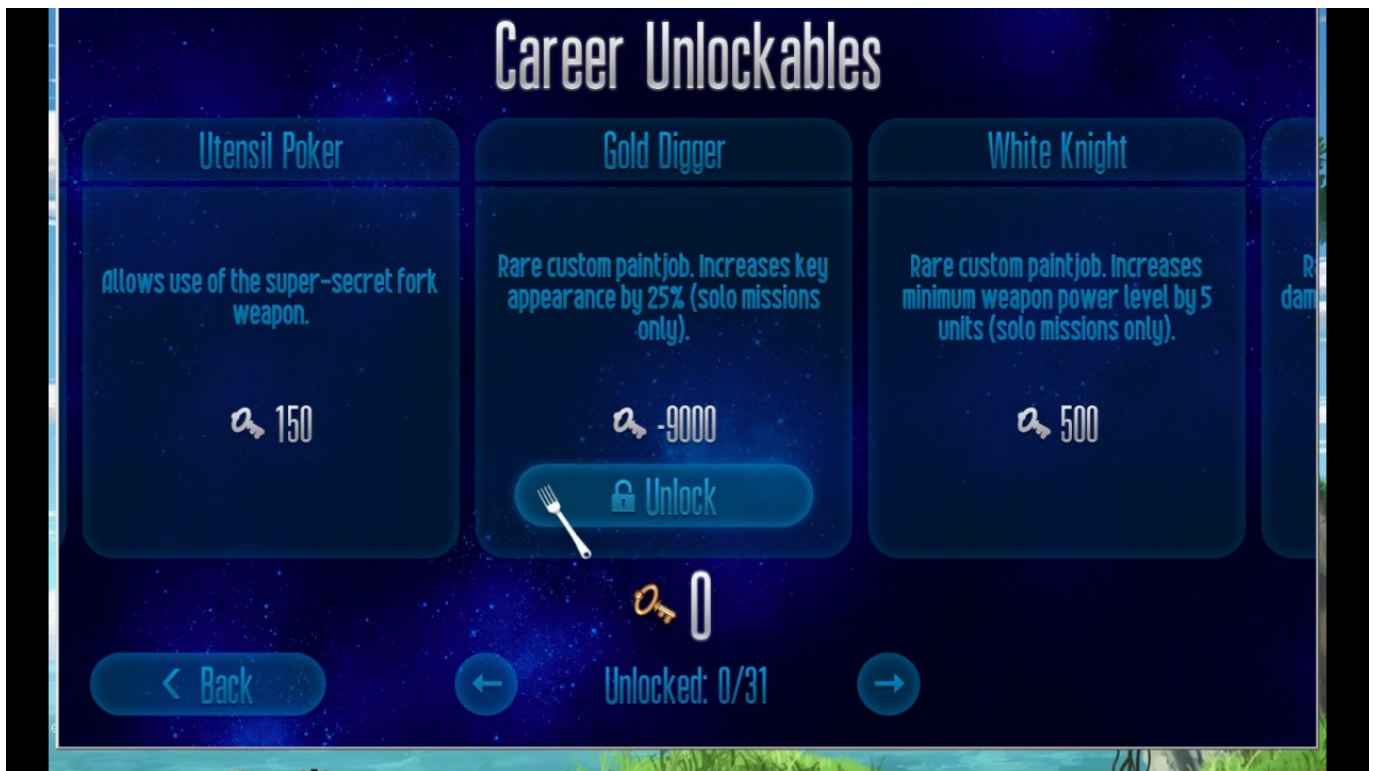 Career Unlockables
Utensil Poker
Allows use of the super-secret fork
weapon.
150
Gold Digger
Rare custom paintjob. Increases key
appearance by 25% (solo missions
only).
-9000
Unlock
White Knight
Rare custom paintjob. Increases
minimum weapon power level by 5
units (solo missions only).
500
0
< Back
←
Unlocked: 0/31
→